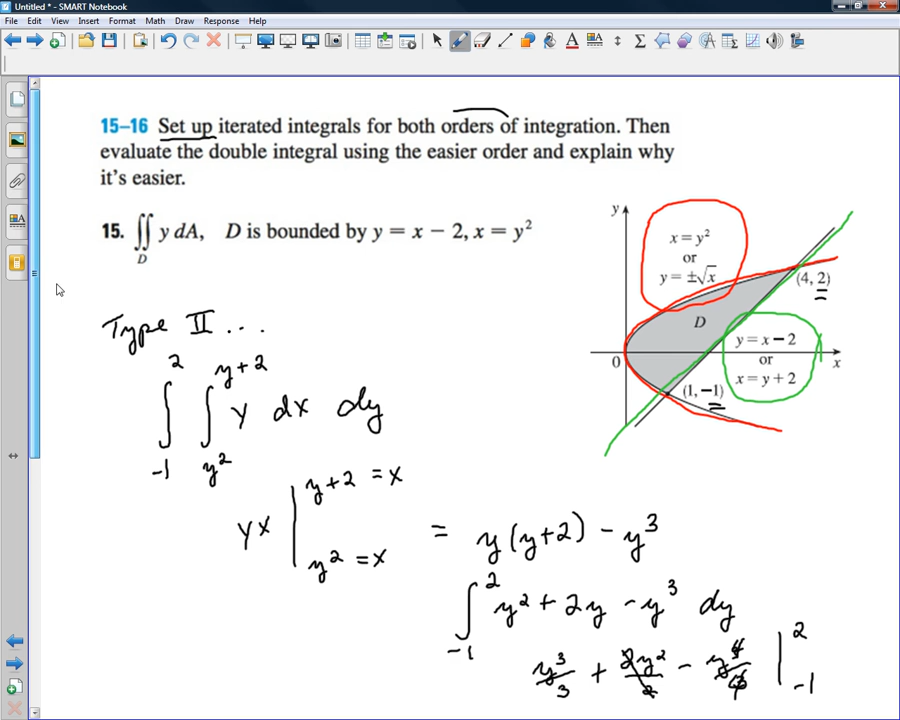 Untitled * - SMART Notebook
File Edit View Insert Format Math Draw Response Help
15–16 Set up iterated integrals for both orders of integration. Then
evaluate the double integral using the easier order and explain why
it's easier.
15. ∬ y dA, D is bounded by y = x − 2, x = y²
D
y
x = y²
or
y = ±√x
(4, 2)
D
y = x − 2
or
x = y + 2
0
x
(1, −1)
Type II ...
2 y+2
∫ ∫ y dx dy
-1 y²
yx | y+2 = x
y² = x
= y(y+2) - y³
2
∫ y² + 2y - y³ dy
-1
y³/3 + 2y²/2 - y⁴/4 | 2
-1